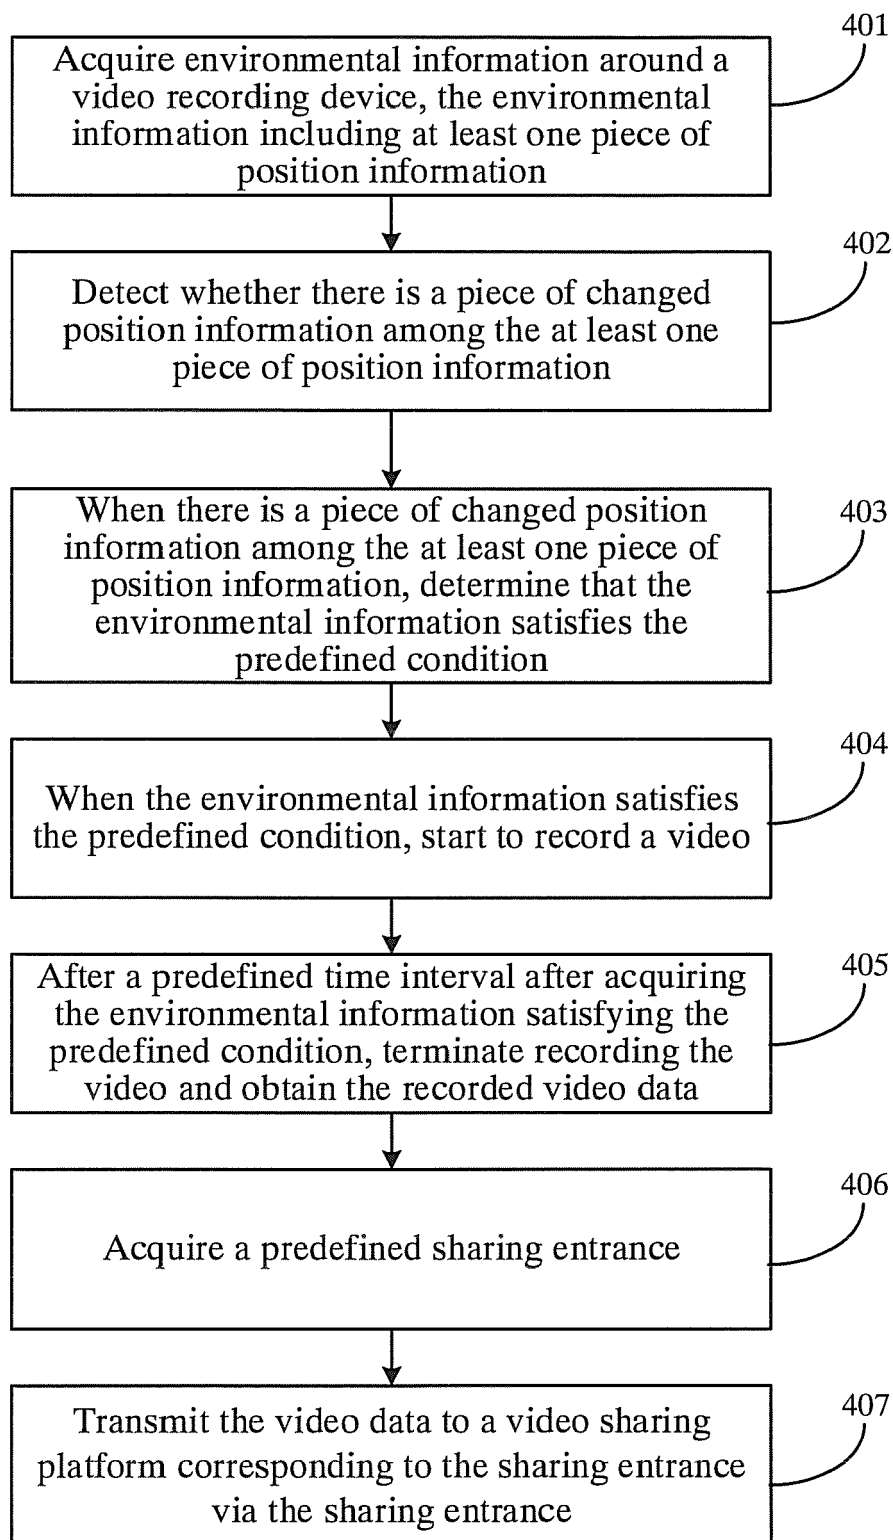 401
Acquire environmental information around a
video recording device, the environmental
information including at least one piece of
position information
402
Detect whether there is a piece of changed
position information among the at least one
piece of position information
403
When there is a piece of changed position
information among the at least one piece of
position information, determine that the
environmental information satisfies the
predefined condition
404
When the environmental information satisfies
the predefined condition, start to record a video
405
After a predefined time interval after acquiring
the environmental information satisfying the
predefined condition, terminate recording the
video and obtain the recorded video data
406
Acquire a predefined sharing entrance
407
Transmit the video data to a video sharing
platform corresponding to the sharing entrance
via the sharing entrance